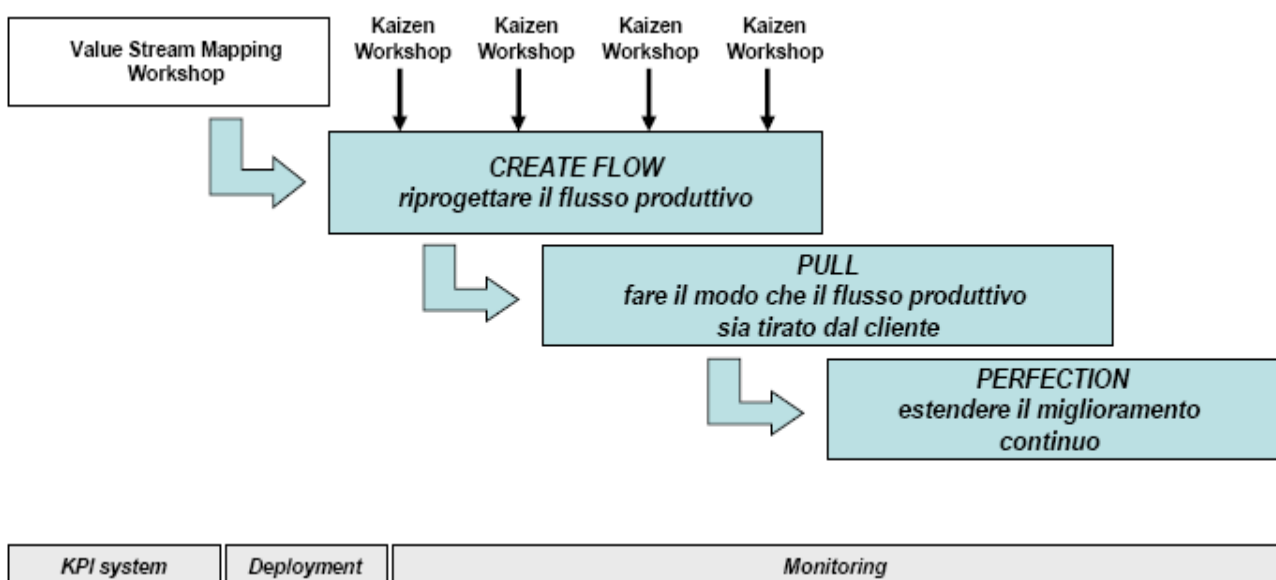 Value Stream Mapping
Workshop
Kaizen
Workshop
Kaizen
Workshop
Kaizen
Workshop
Kaizen
Workshop
CREATE FLOW
riprogettare il flusso produttivo
PULL
fare il modo che il flusso produttivo
sia tirato dal cliente
PERFECTION
estendere il miglioramento
continuo
KPI system
Deployment
Monitoring